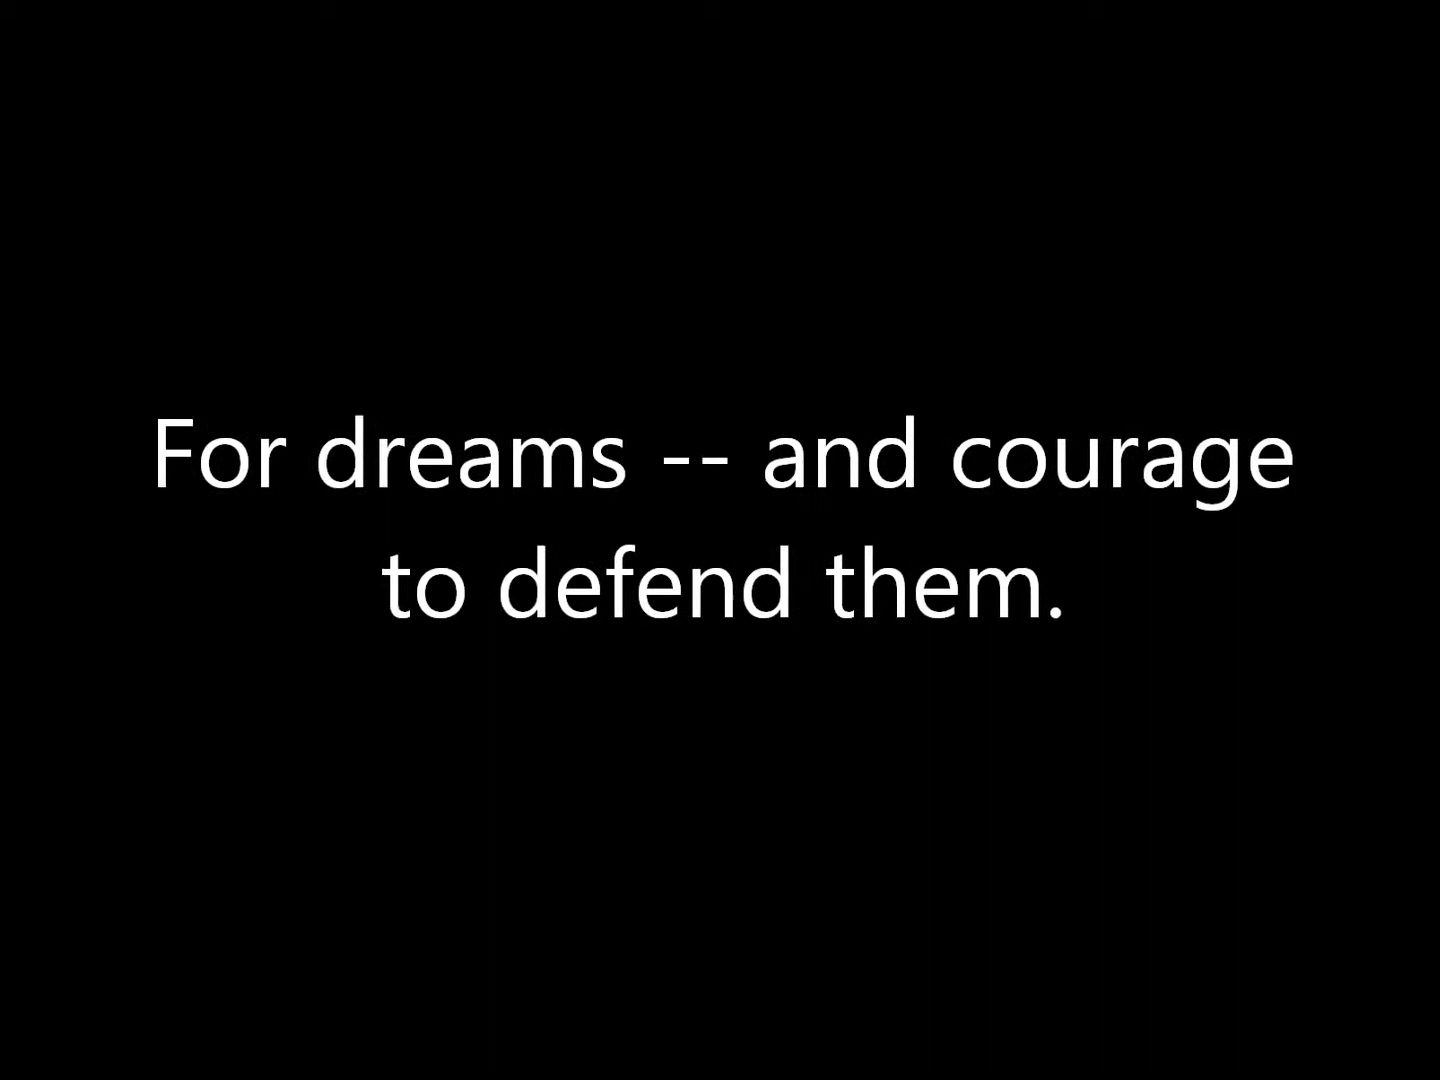 For dreams -- and courage
to defend them.